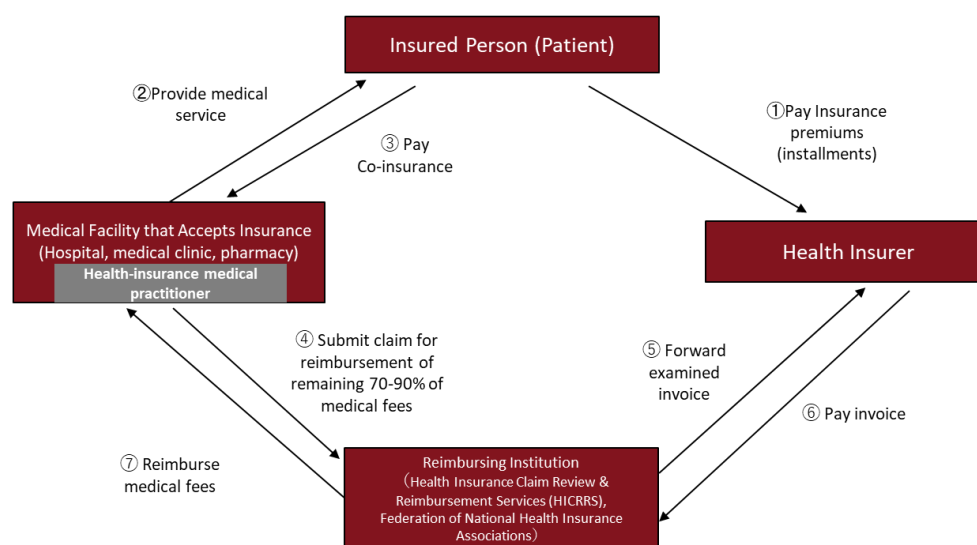 Insured Person (Patient)
②Provide medical
service
①Pay Insurance
premiums
(installments)
③ Pay
Co-insurance
Medical Facility that Accepts Insurance
(Hospital, medical clinic, pharmacy)
Health-insurance medical
practitioner
Health Insurer
④ Submit claim for
reimbursement of
remaining 70-90% of
medical fees
⑤ Forward
examined
invoice
⑥ Pay invoice
⑦ Reimburse
medical fees
Reimbursing Institution
（Health Insurance Claim Review &
Reimbursement Services (HICRRS),
Federation of National Health Insurance
Associations）